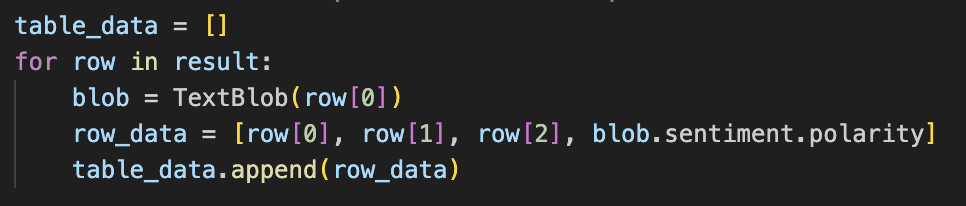 table_data = []
for row in result:
    blob = TextBlob(row[0])
    row_data = [row[0], row[1], row[2], blob.sentiment.polarity]
    table_data.append(row_data)